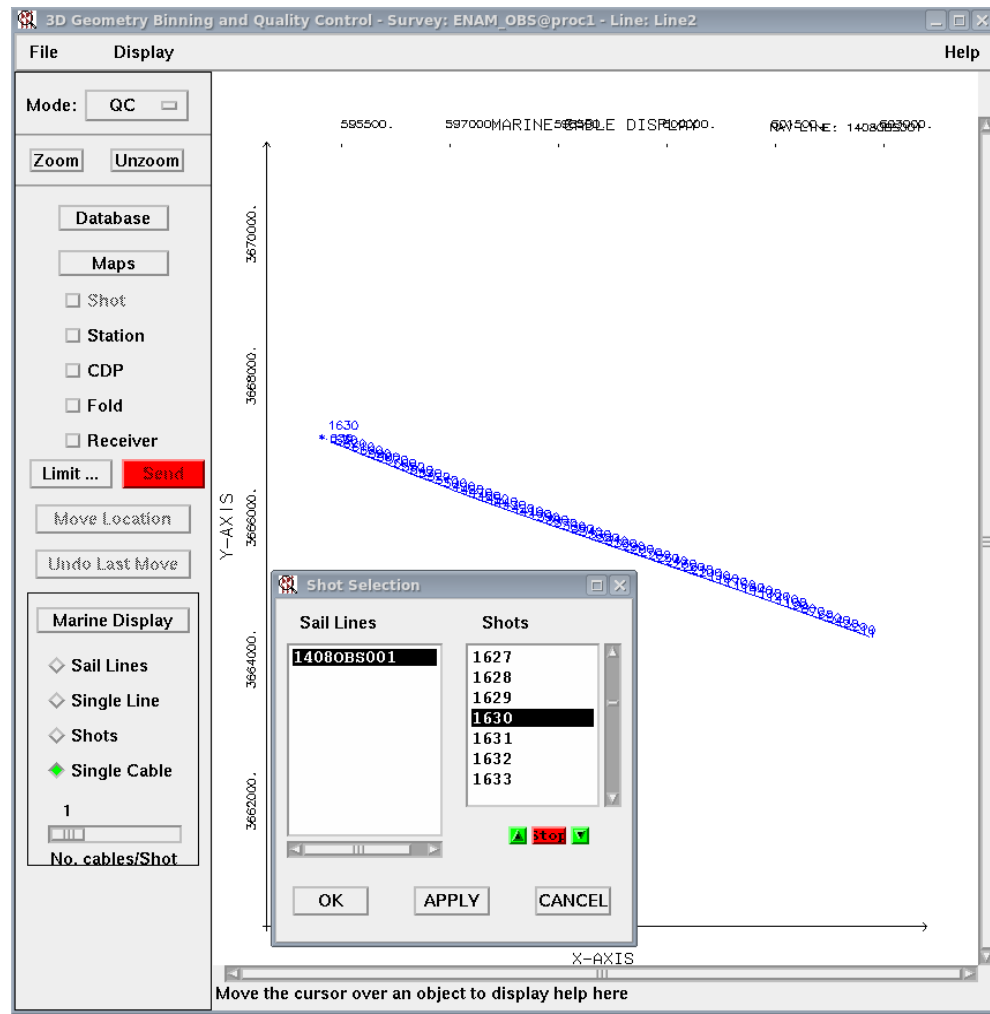 3D Geometry Binning and Quality Control - Survey: ENAM_OBS@proc1 - Line: Line2
File Display Help
Mode: QC
Zoom Unzoom
Database
Maps
Shot
Station
CDP
Fold
Receiver
Limit ... Send
Move Location
Undo Last Move
Marine Display
Sail Lines
Single Line
Shots
Single Cable
1
No. cables/Shot
MARINE CABLE DISPLAY
595500. 597000
3670000.
3668000.
3666000.
3664000.
3662000.
Y-AXIS
X-AXIS
1630
Shot Selection
Sail Lines Shots
1408OBS001
1627
1628
1629
1630
1631
1632
1633
Stop
OK APPLY CANCEL
Move the cursor over an object to display help here